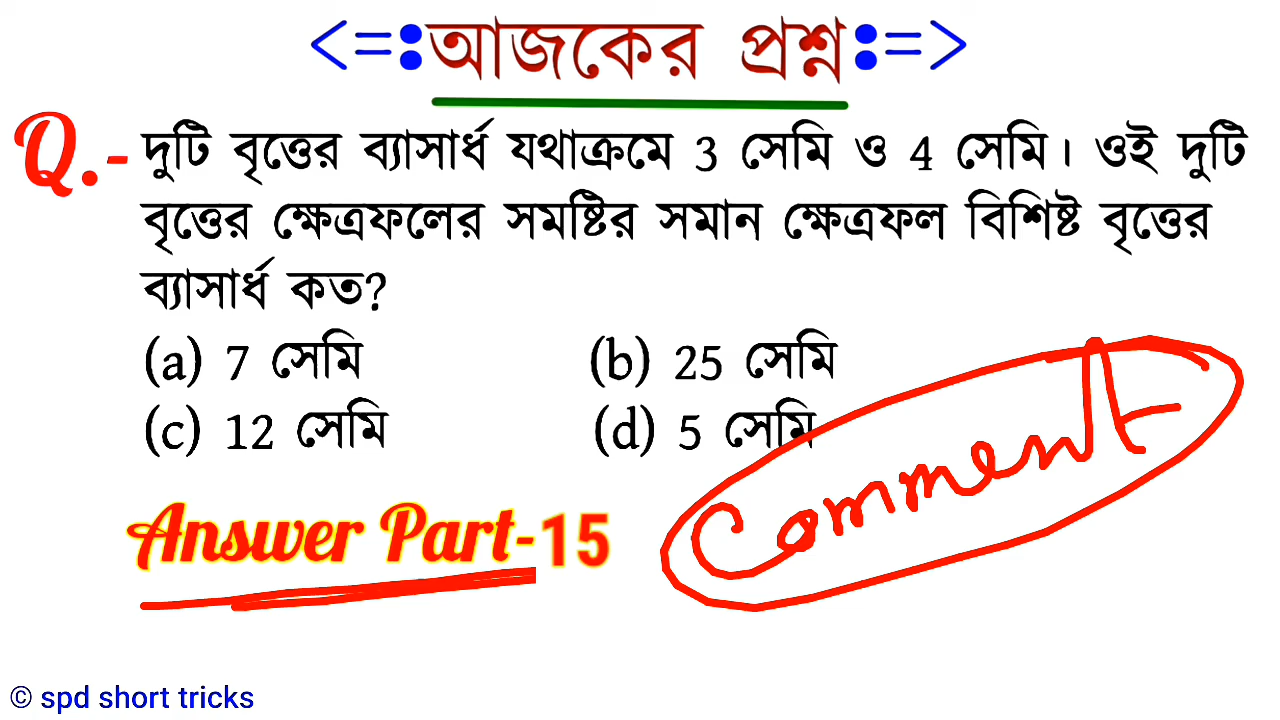 <=:আজকের প্রশ্ন:=>
Q.- দুটি বৃত্তের ব্যাসার্ধ যথাক্রমে 3 সেমি ও 4 সেমি। ওই দুটি
বৃত্তের ক্ষেত্রফলের সমষ্টির সমান ক্ষেত্রফল বিশিষ্ট বৃত্তের
ব্যাসার্ধ কত?
(a) 7 সেমি (b) 25 সেমি
(c) 12 সেমি (d) 5 সেমি
Answer Part-15
Comment
© spd short tricks